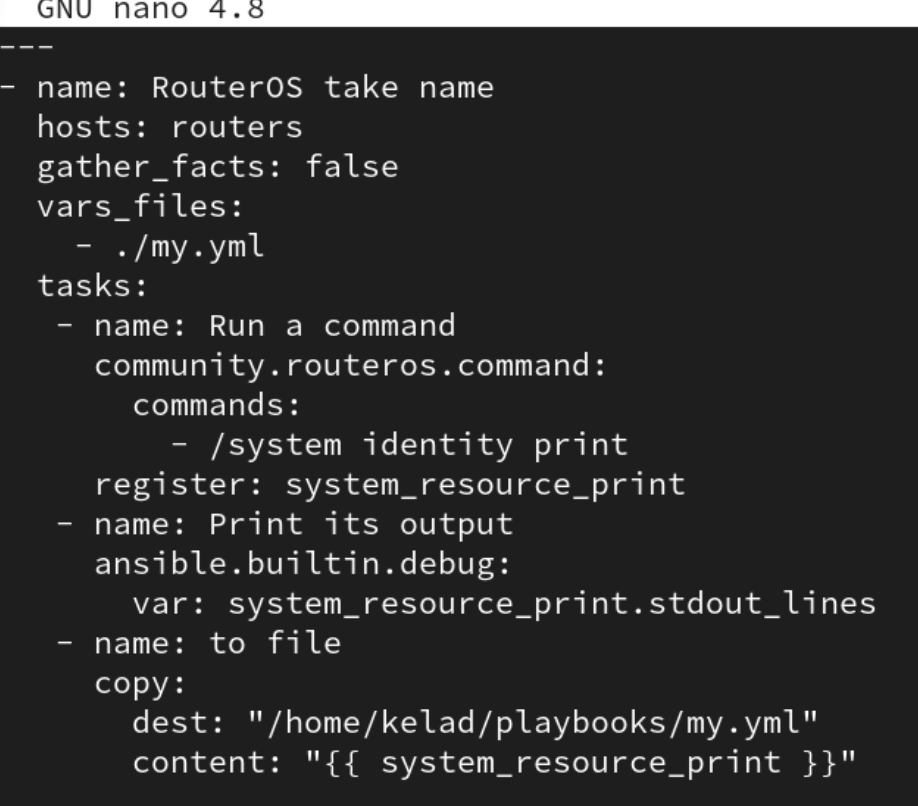 GNU nano 4.8
---
- name: RouterOS take name
  hosts: routers
  gather_facts: false
  vars_files:
    - ./my.yml
  tasks:
   - name: Run a command
     community.routeros.command:
       commands:
         - /system identity print
     register: system_resource_print
   - name: Print its output
     ansible.builtin.debug:
       var: system_resource_print.stdout_lines
   - name: to file
     copy:
       dest: "/home/kelad/playbooks/my.yml"
       content: "{{ system_resource_print }}"